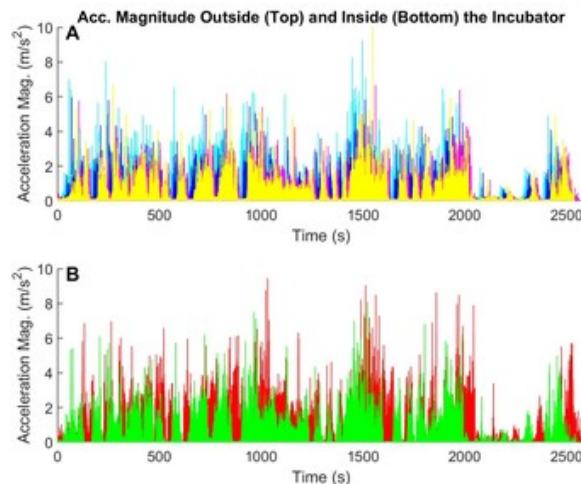 Acc. Magnitude Outside (Top) and Inside (Bottom) the Incubator
A
Acceleration Mag. (m/s²)
10
8
6
4
2
0
0 500 1000 1500 2000 2500
Time (s)
B
Acceleration Mag. (m/s²)
10
8
6
4
2
0
0 500 1000 1500 2000 2500
Time (s)